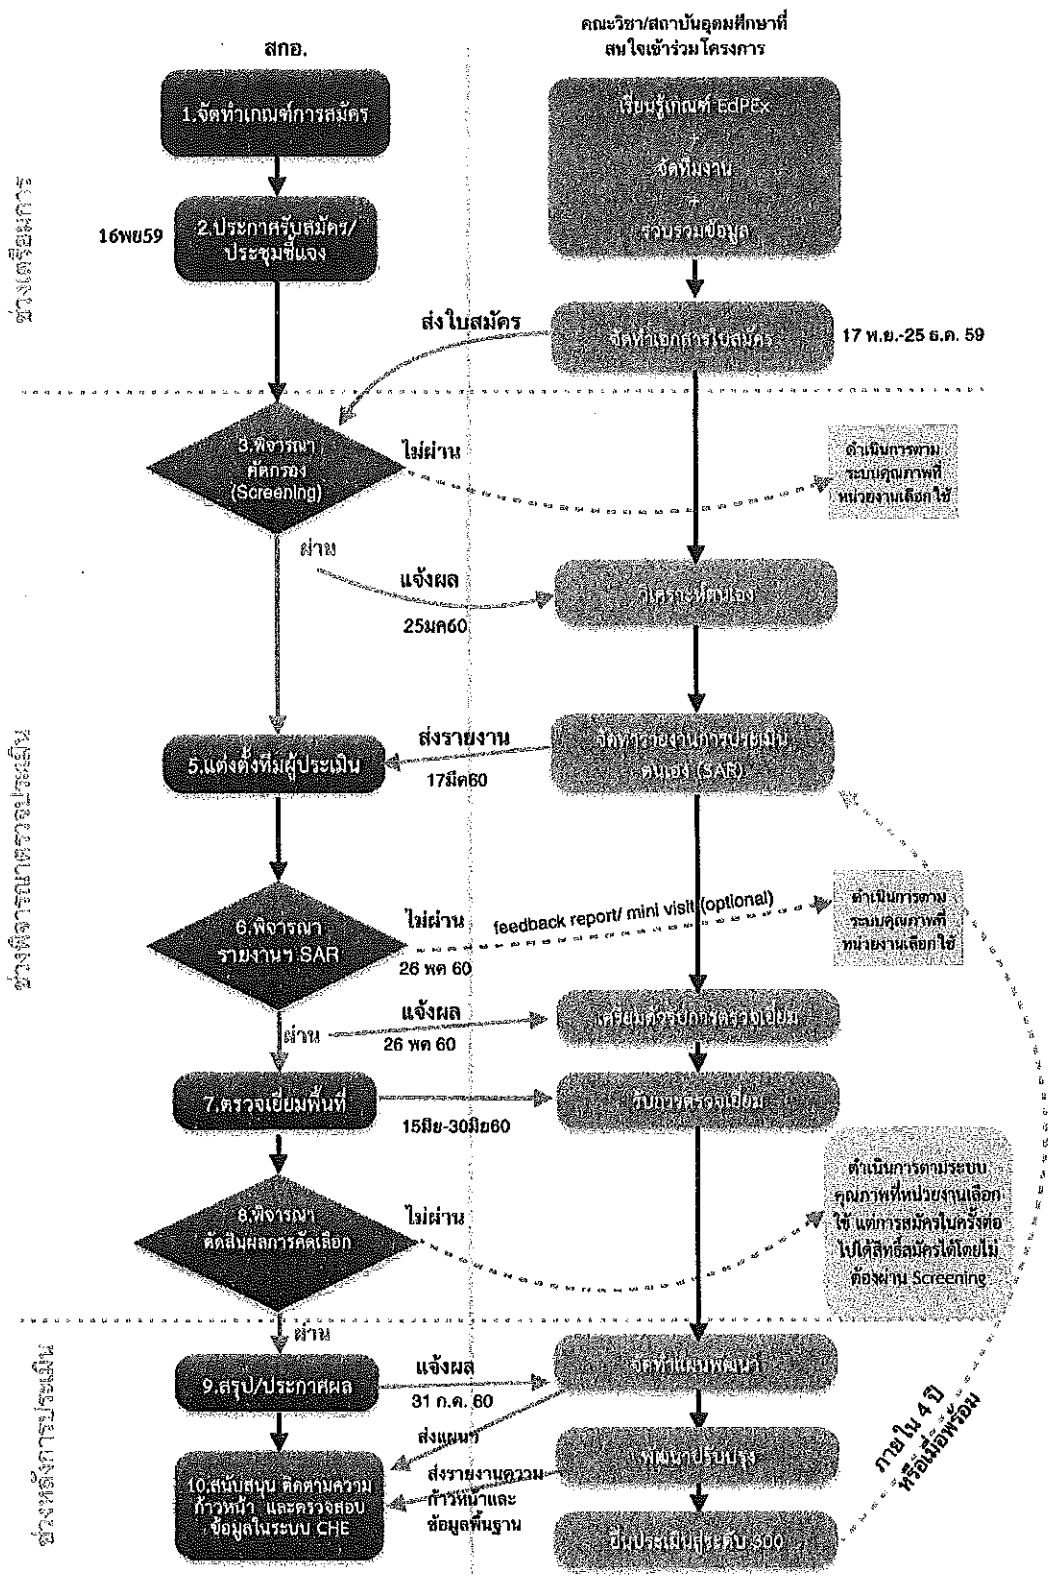 คณะวิชา/สถาบันอุดมศึกษาที่
สนใจเข้าร่วมโครงการ
สกอ.
ช่วงเตรียมการ
1.จัดทำเกณฑ์การสมัคร
เรียนรู้เกณฑ์ EdPEx
+
จัดทีมงาน
+
รวบรวมข้อมูล
16พย59
2.ประกาศรับสมัคร/
ประชุมชี้แจง
ส่งใบสมัคร
จัดทำเอกสารใบสมัคร
17 พ.ย.-25 ธ.ค. 59
ช่วงพิจารณาตรวจประเมิน
3.พิจารณา
คัดกรอง
(Screening)
ไม่ผ่าน
ดำเนินการตาม
ระบบคุณภาพที่
หน่วยงานเลือกใช้
ผ่าน
แจ้งผล
25มค60
วิเคราะห์ตนเอง
5.แต่งตั้งทีมผู้ประเมิน
ส่งรายงาน
17มีค60
จัดทำรายงานการประเมิน
ตนเอง (SAR)
6.พิจารณา
รายงานฯ SAR
ไม่ผ่าน
26 พค 60
feedback report/ mini visit (optional)
ดำเนินการตาม
ระบบคุณภาพที่
หน่วยงานเลือกใช้
ผ่าน
แจ้งผล
26 พค 60
เตรียมตัวรับการตรวจเยี่ยม
7.ตรวจเยี่ยมพื้นที่
15มิย-30มิย60
รับการตรวจเยี่ยม
8.พิจารณา
ตัดสินผลการคัดเลือก
ไม่ผ่าน
ดำเนินการตามระบบ
คุณภาพที่หน่วยงานเลือก
ใช้ แต่การสมัครในครั้งต่อ
ไปได้สิทธิ์สมัครได้โดยไม่
ต้องผ่าน Screening
ผ่าน
ช่วงหลังการประเมิน
9.สรุป/ประกาศผล
แจ้งผล
31 ก.ค. 60
จัดทำแผนพัฒนา
ส่งแผนฯ
พัฒนาปรับปรุง
10.สนับสนุน ติดตามความ
ก้าวหน้า และตรวจสอบ
ข้อมูลในระบบ CHE
ส่งรายงานความ
ก้าวหน้าและ
ข้อมูลพื้นฐาน
ยื่นประเมินสู่ระดับ 300
ภายใน 4 ปี
หรือเมื่อพร้อม